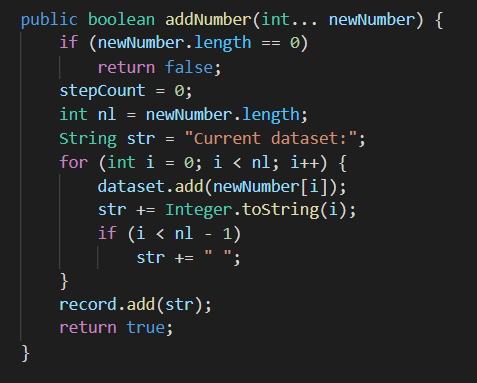 public boolean addNumber(int... newNumber) {
    if (newNumber.length == 0)
        return false;
    stepCount = 0;
    int nl = newNumber.length;
    String str = "Current dataset:";
    for (int i = 0; i < nl; i++) {
        dataset.add(newNumber[i]);
        str += Integer.toString(i);
        if (i < nl - 1)
            str += " ";
    }
    record.add(str);
    return true;
}